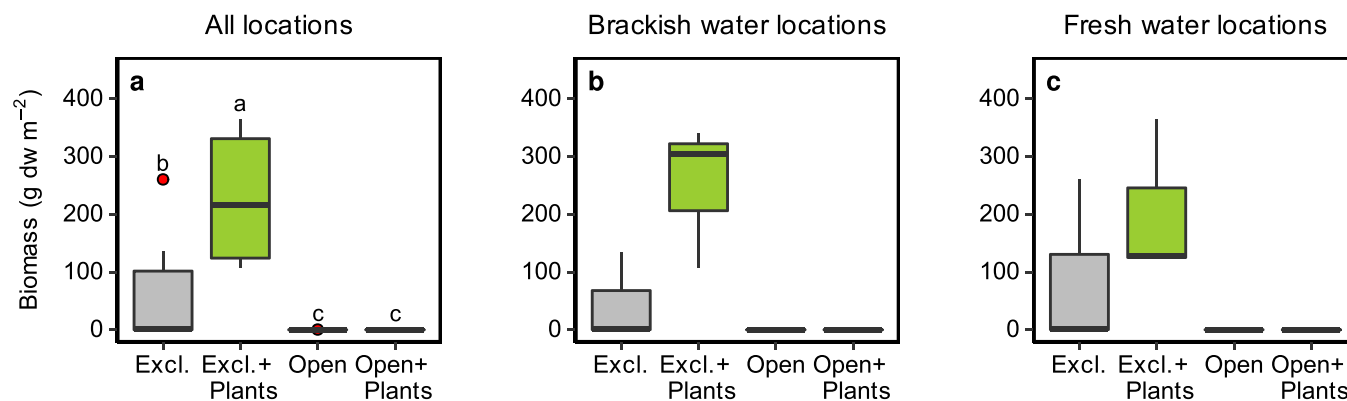 All locations
Brackish water locations
Fresh water locations
Biomass (g dw m⁻²)
a
400
300
200
100
0
b
a
c
c
Excl.
Excl.+
Plants
Open
Open+
Plants
b
400
300
200
100
0
Excl.
Excl.+
Plants
Open
Open+
Plants
c
400
300
200
100
0
Excl.
Excl.+
Plants
Open
Open+
Plants